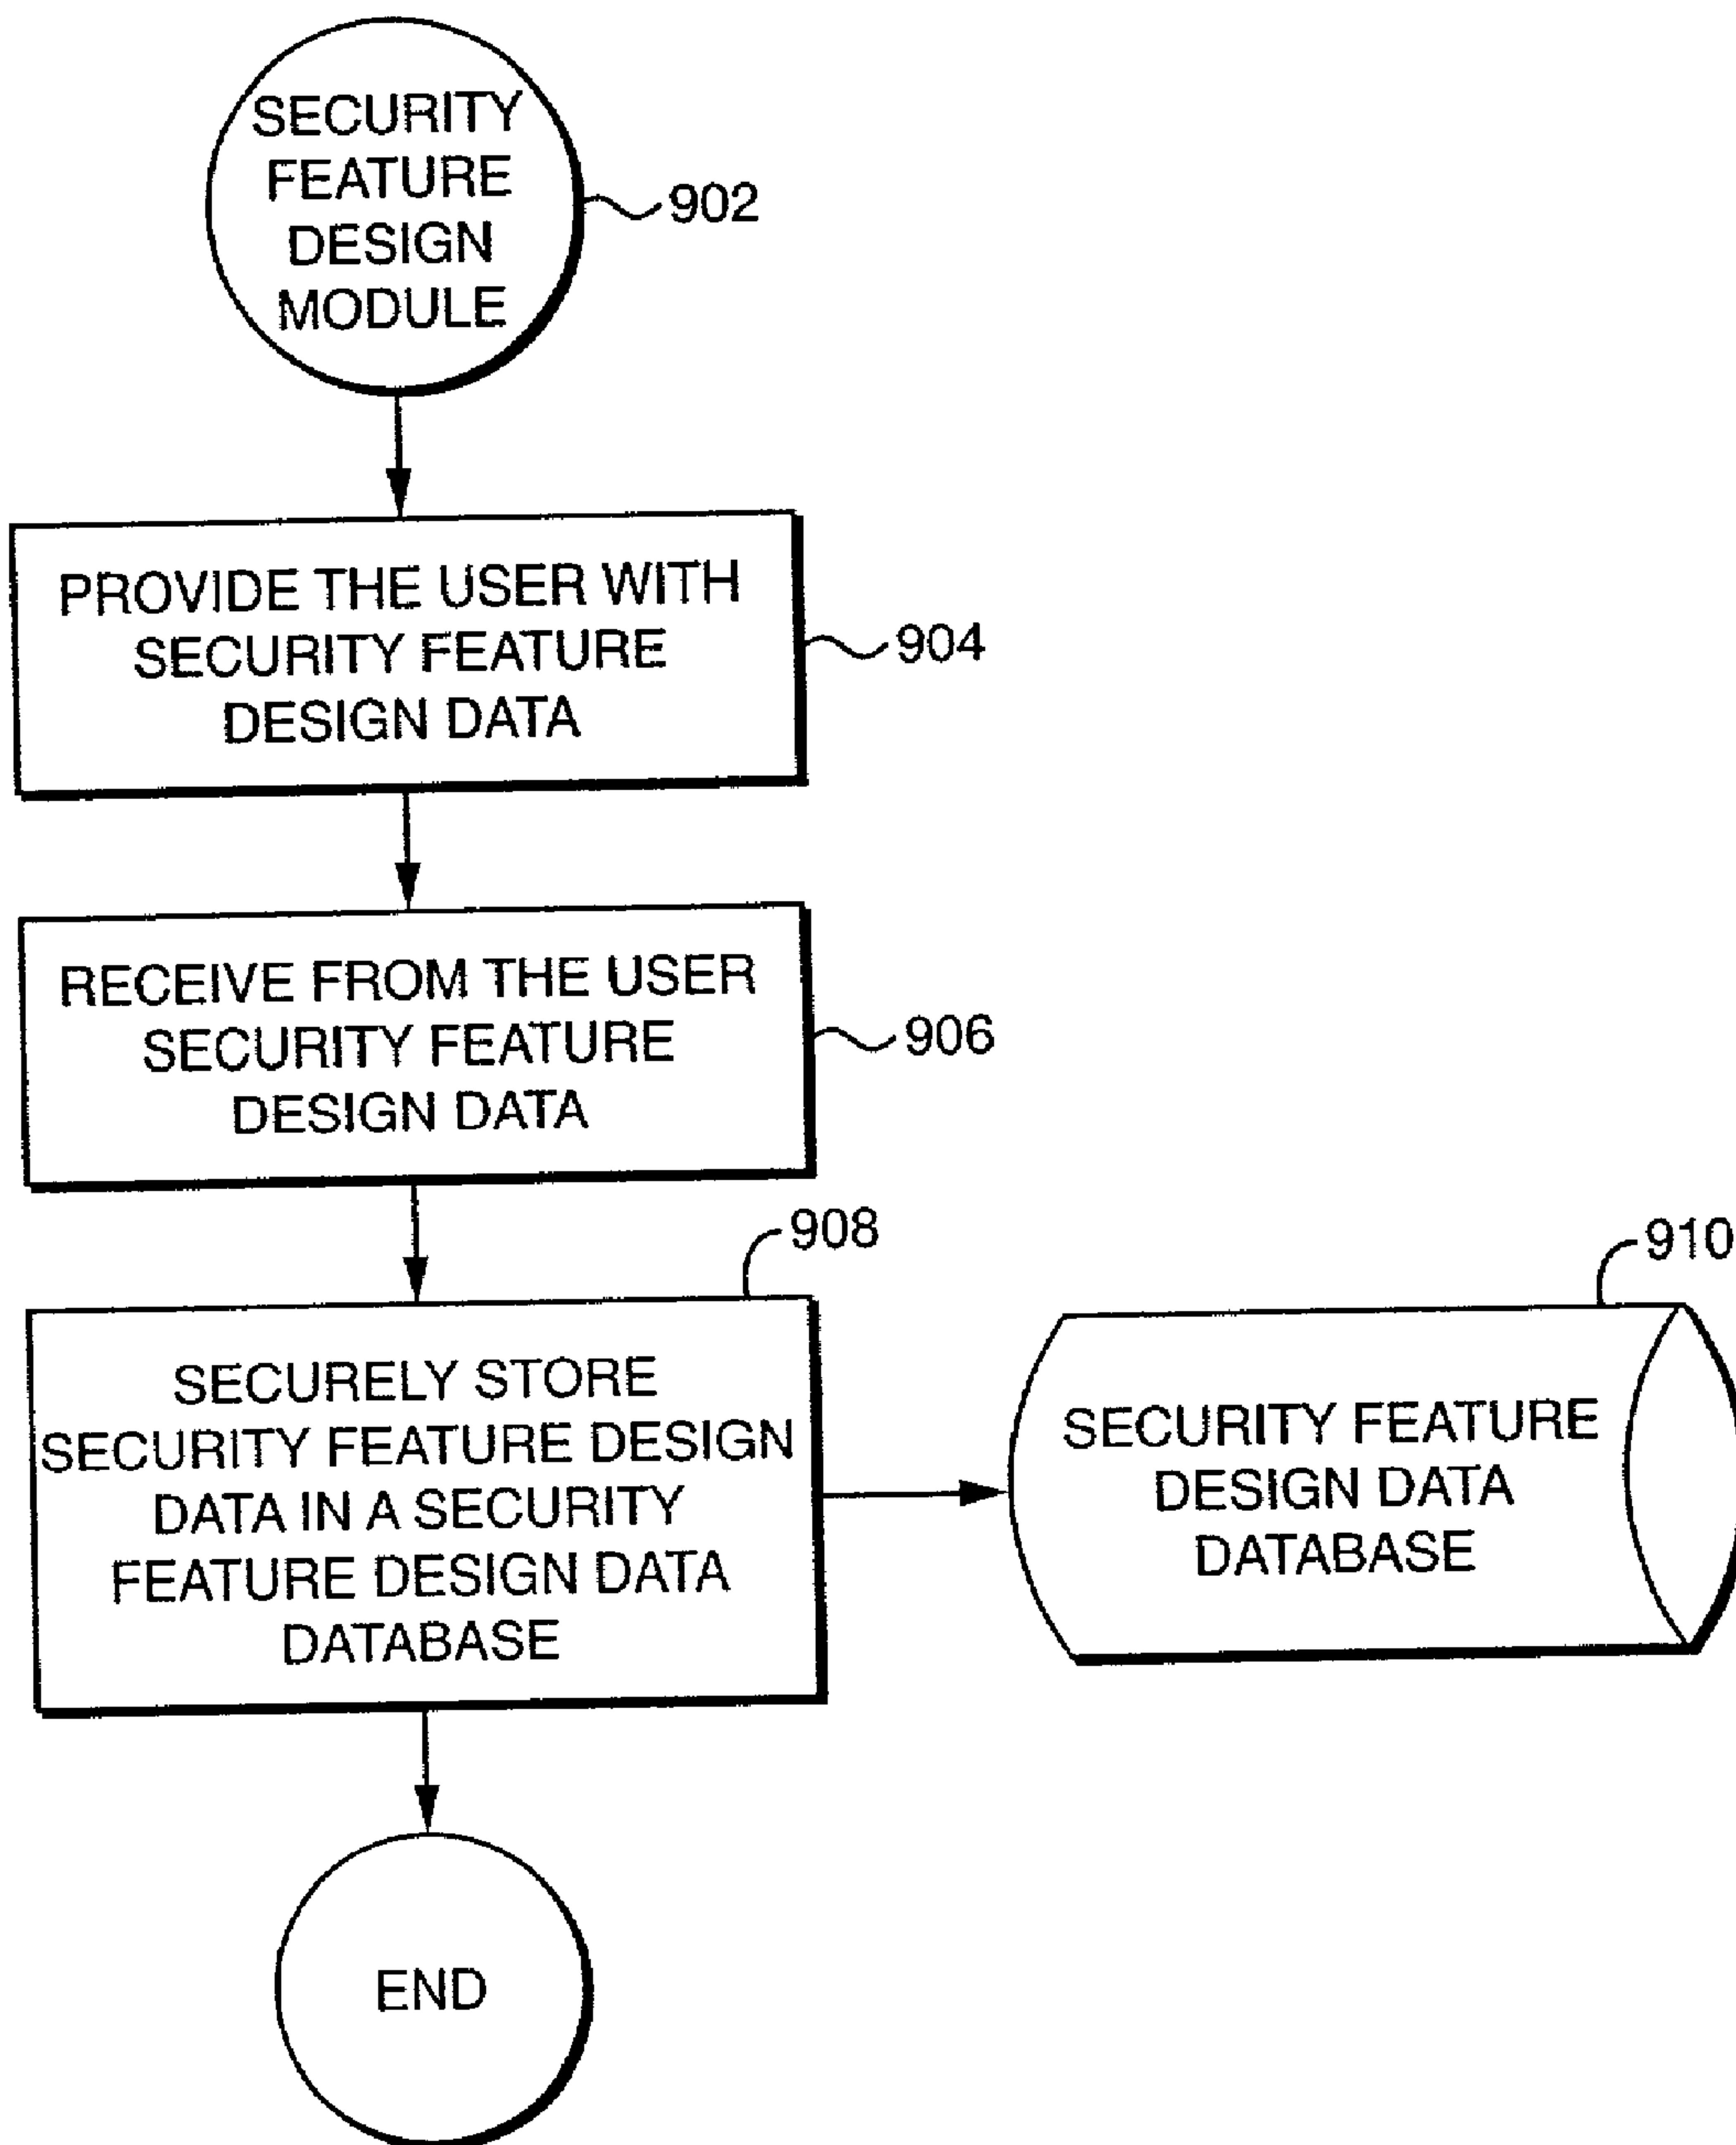 SECURITY
FEATURE
DESIGN
MODULE
902
PROVIDE THE USER WITH
SECURITY FEATURE
DESIGN DATA
904
RECEIVE FROM THE USER
SECURITY FEATURE
DESIGN DATA
906
908
SECURELY STORE
SECURITY FEATURE DESIGN
DATA IN A SECURITY
FEATURE DESIGN DATA
DATABASE
910
SECURITY FEATURE
DESIGN DATA
DATABASE
END